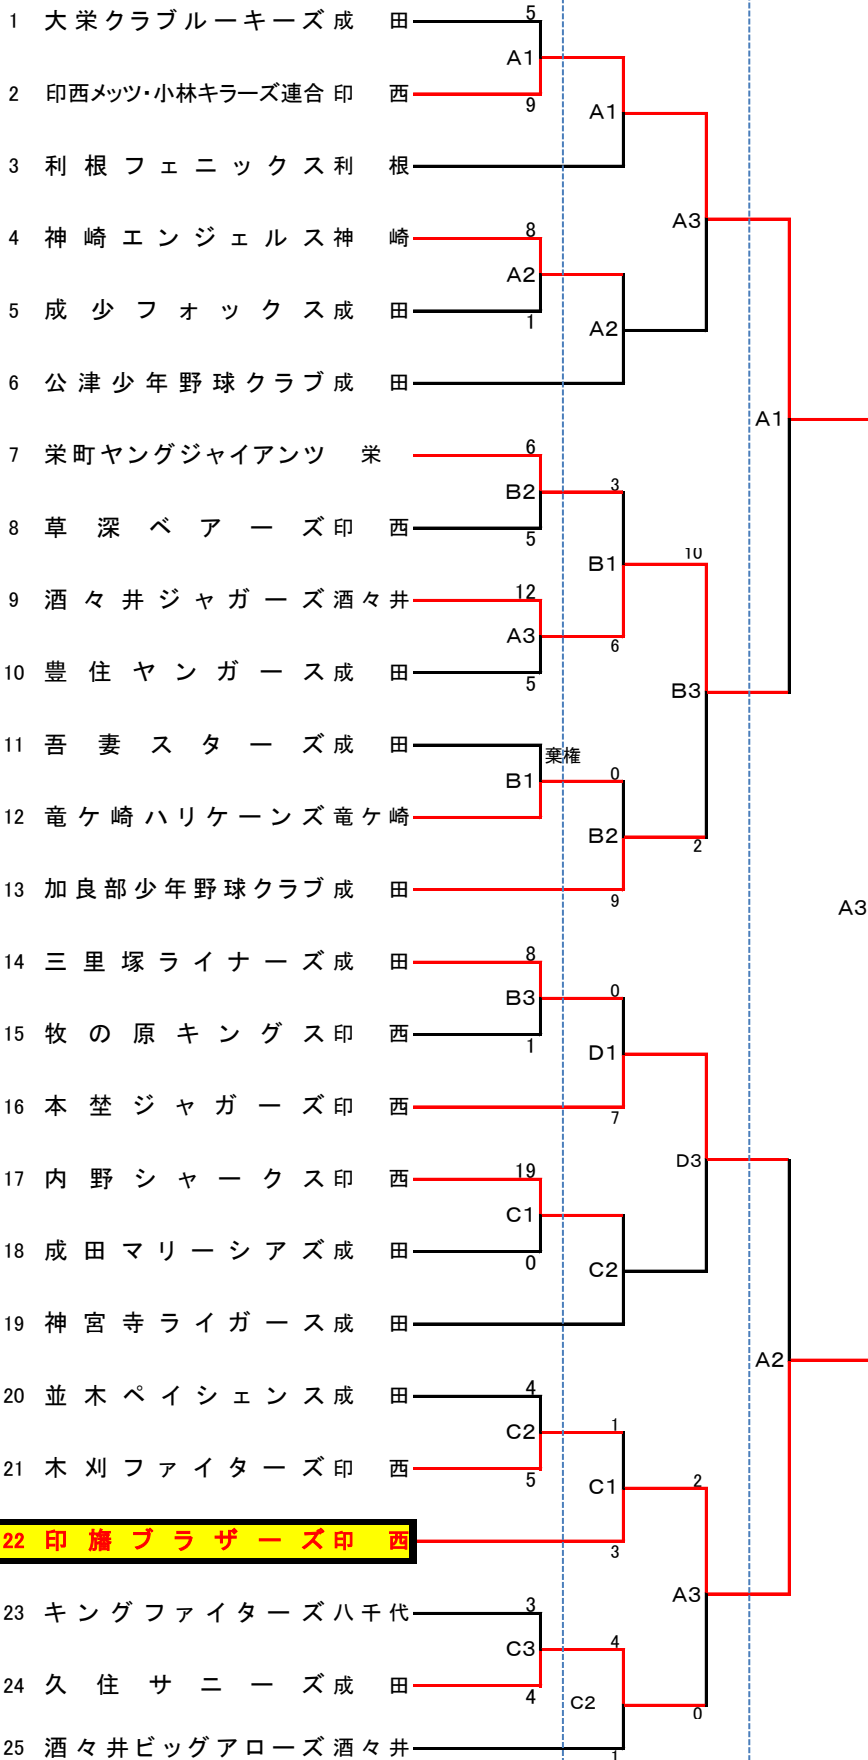 1 大栄クラブルーキーズ 成田 5
A1
2 印西メッツ・小林キラーズ連合 印西 9
A1
3 利根フェニックス 利根
A3
4 神崎エンジェルス 神崎 8
A2
5 成少フォックス 成田 1
A2
6 公津少年野球クラブ 成田
A1
7 栄町ヤングジャイアンツ 栄 6
B2 3
8 草深ベアーズ 印西 5
B1 10
9 酒々井ジャガーズ 酒々井 12
A3 6
10 豊住ヤンガース 成田 5
B3
11 吾妻スターズ 成田
棄権
B1 0
12 竜ケ崎ハリケーンズ 竜ケ崎
B2 2
13 加良部少年野球クラブ 成田 9
A3
14 三里塚ライナーズ 成田 8
B3 0
15 牧の原キングス 印西 1
D1
16 本埜ジャガーズ 印西 7
D3
17 内野シャークス 印西 19
C1
18 成田マリーシアズ 成田 0
C2
19 神宮寺ライガース 成田
A2
20 並木ペイシェンス 成田 4
C2 1
21 木刈ファイターズ 印西 5
C1 2
22 印旛ブラザーズ 印西 3
A3
23 キングファイターズ 八千代 3
C3 4
24 久住サニーズ 成田 4
C2 0
25 酒々井ビッグアローズ 酒々井 1